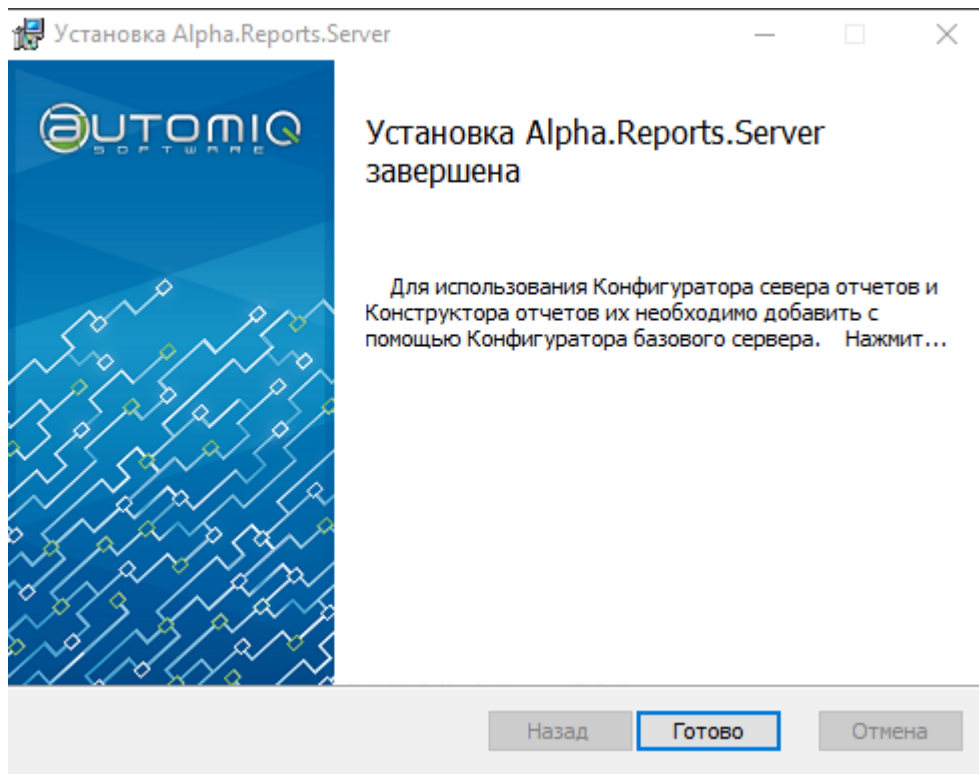 Установка Alpha.Reports.Server
AUTOMIQ
SOFTWARE
Установка Alpha.Reports.Server
завершена
Для использования Конфигуратора севера отчетов и
Конструктора отчетов их необходимо добавить с
помощью Конфигуратора базового сервера. Нажмит...
Назад
Готово
Отмена